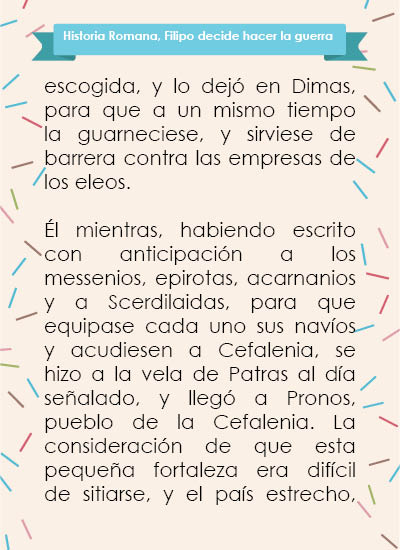 Historia Romana, Filipo decide hacer la guerra
escogida, y lo dejó en Dimas,
para que a un mismo tiempo
la guarneciese, y sirviese de
barrera contra las empresas de
los eleos.
Él mientras, habiendo escrito
con anticipación a los
messenios, epirotas, acarnanios
y a Scerdilaidas, para que
equipase cada uno sus navíos
y acudiesen a Cefalenia, se
hizo a la vela de Patras al día
señalado, y llegó a Pronos,
pueblo de la Cefalenia. La
consideración de que esta
pequeña fortaleza era difícil
de sitiarse, y el país estrecho,